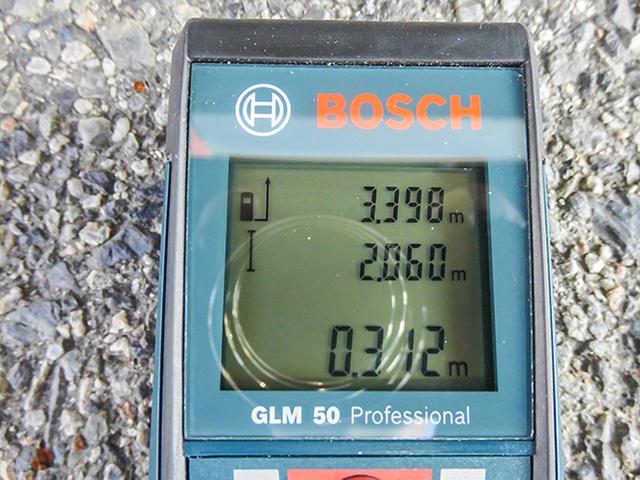 BOSCH
3.398 m
2.060 m
0.312 m
GLM 50 Professional